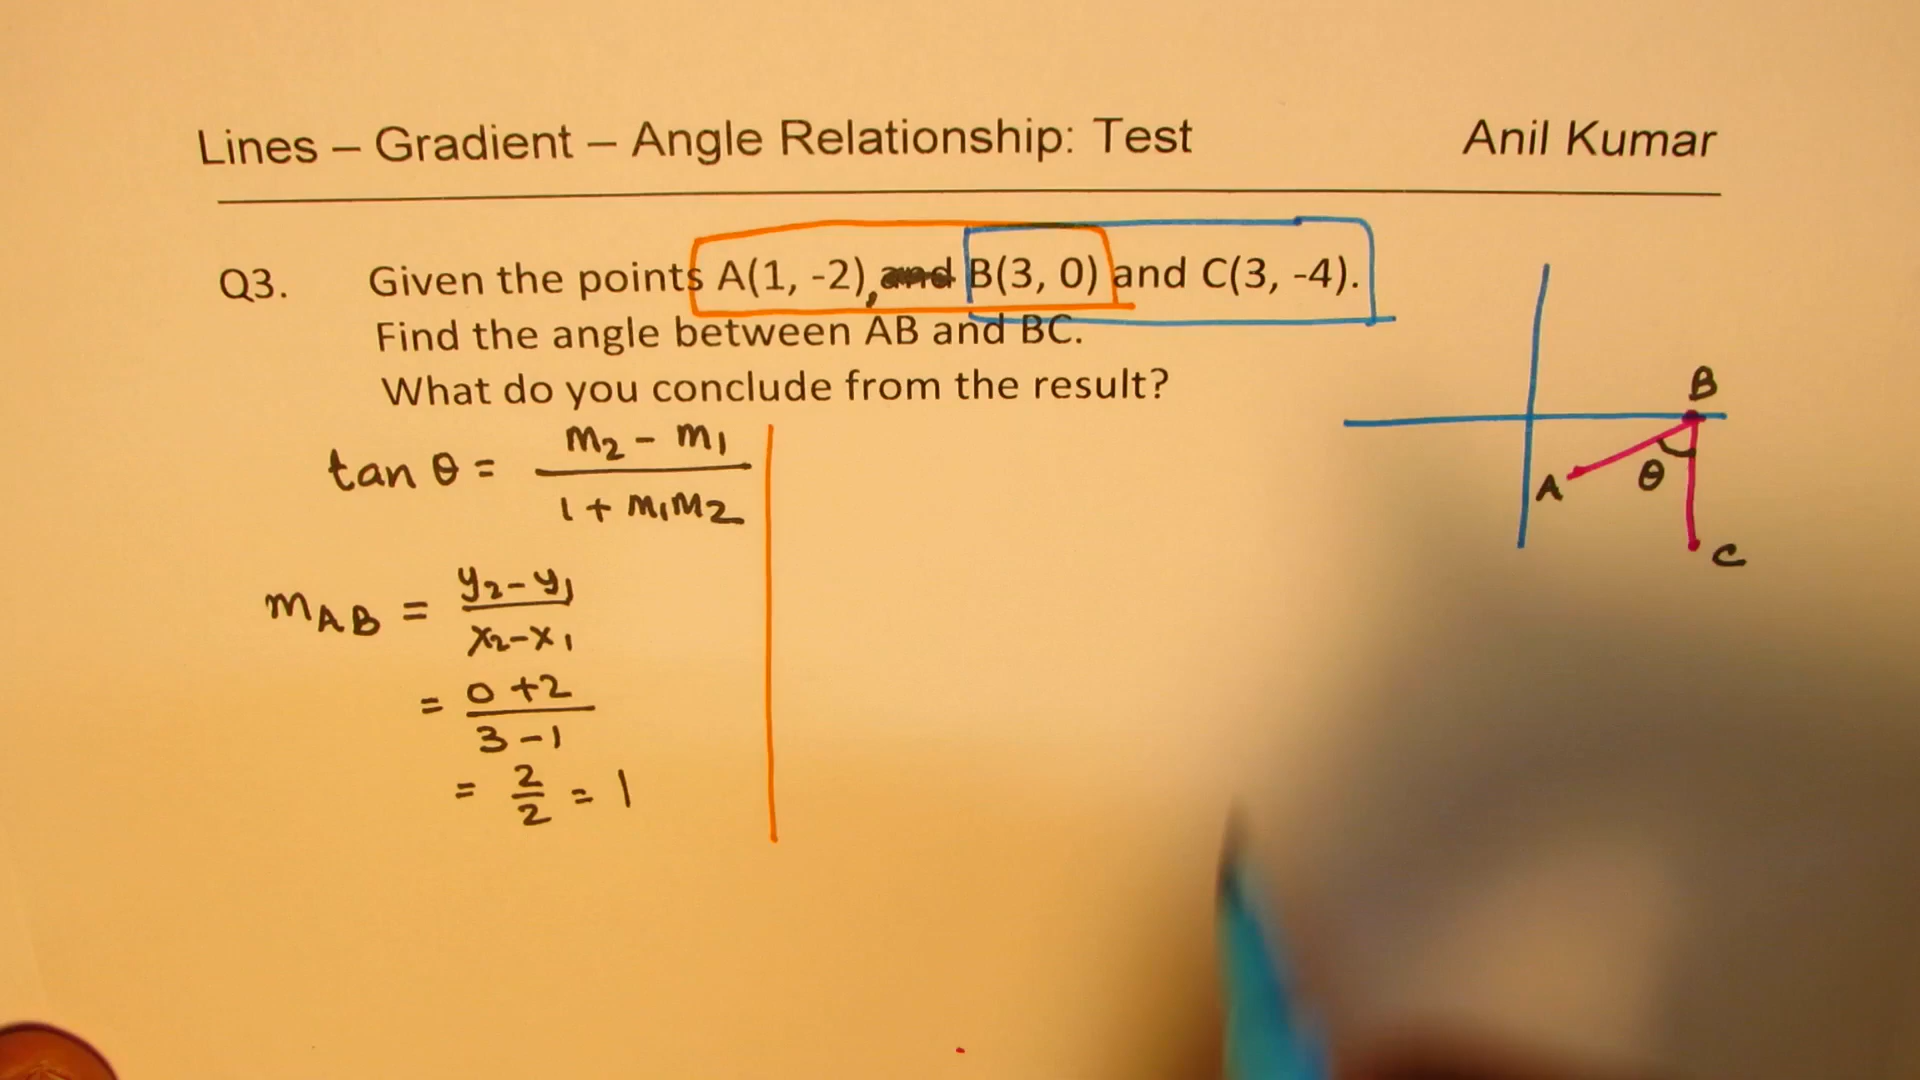 Lines – Gradient – Angle Relationship: Test Anil Kumar
Q3. Given the points A(1, -2), and B(3, 0) and C(3, -4).
Find the angle between AB and BC.
What do you conclude from the result?
tan θ = m2 - m1 / 1 + m1m2
mAB = y2 - y1 / x2 - x1
= 0 + 2 / 3 - 1
= 2/2 = 1
B
A θ
C